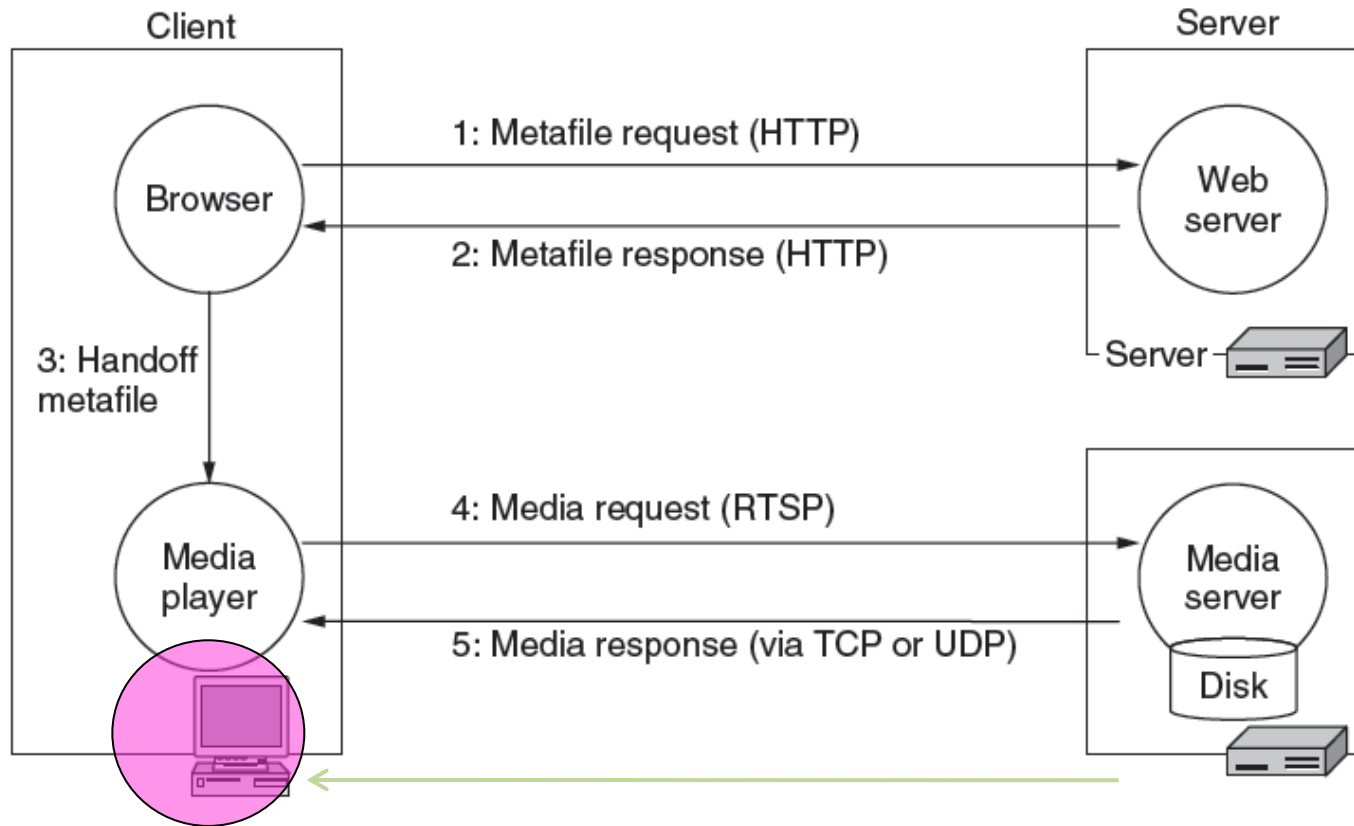 Client
Server
1: Metafile request (HTTP)
Browser
Web
server
2: Metafile response (HTTP)
3: Handoff
metafile
Server
4: Media request (RTSP)
Media
player
Media
server
5: Media response (via TCP or UDP)
Disk